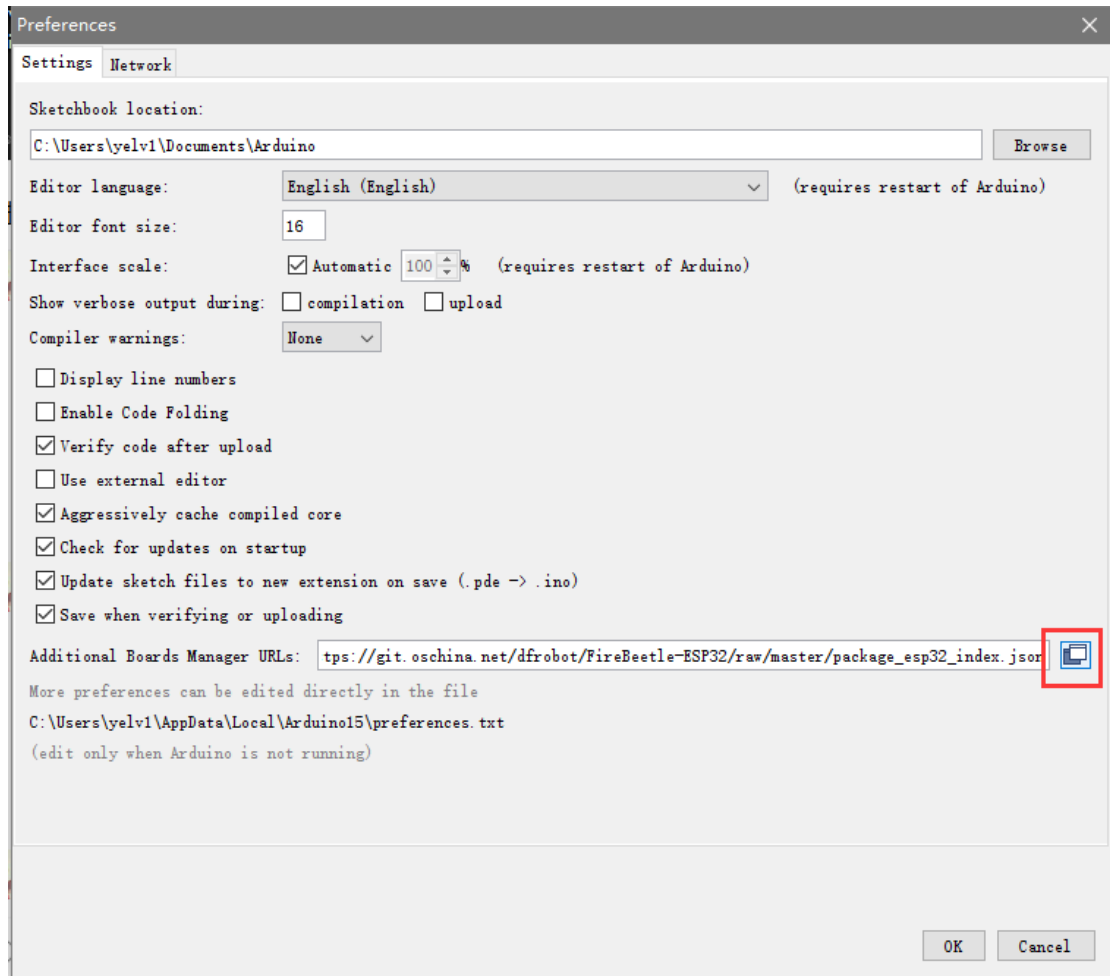 Preferences
Settings Network
Sketchbook location:
C:\Users\yelv1\Documents\Arduino Browse
Editor language: English (English) (requires restart of Arduino)
Editor font size: 16
Interface scale: Automatic 100 % (requires restart of Arduino)
Show verbose output during: compilation upload
Compiler warnings: None
Display line numbers
Enable Code Folding
Verify code after upload
Use external editor
Aggressively cache compiled core
Check for updates on startup
Update sketch files to new extension on save (.pde -> .ino)
Save when verifying or uploading
Additional Boards Manager URLs: tps://git.oschina.net/dfrobot/FireBeetle-ESP32/raw/master/package_esp32_index.json
More preferences can be edited directly in the file
C:\Users\yelv1\AppData\Local\Arduino15\preferences.txt
(edit only when Arduino is not running)
OK Cancel